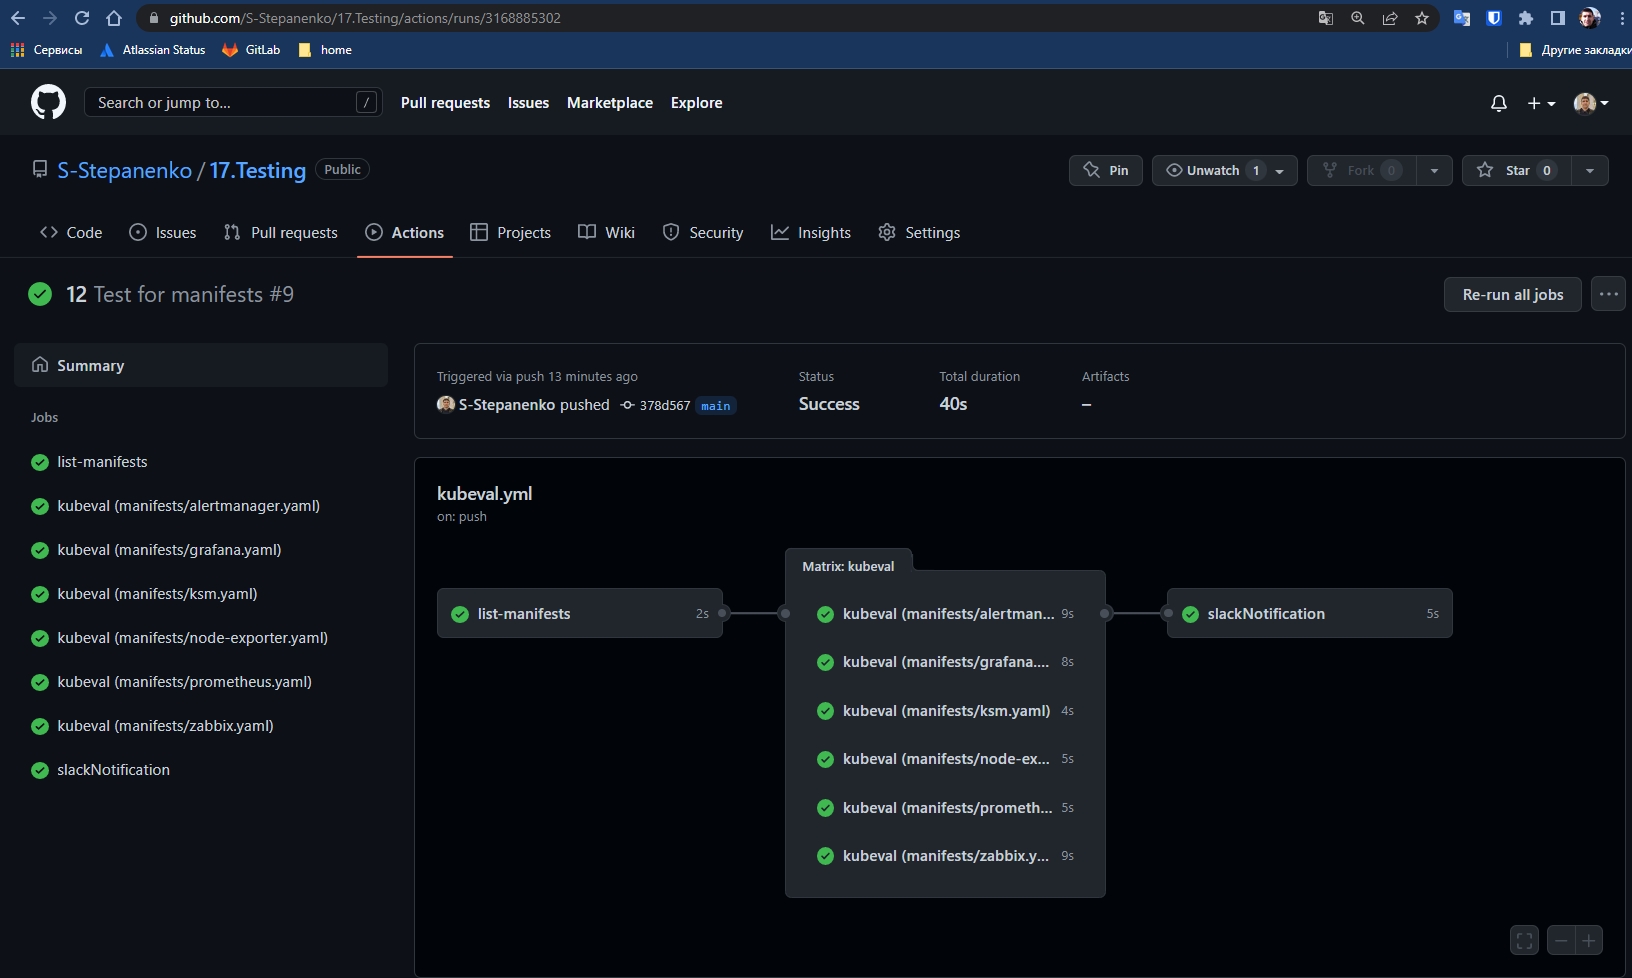 github.com/S-Stepanenko/17.Testing/actions/runs/3168885302
Сервисы Atlassian Status GitLab home Другие закладки
Search or jump to... / Pull requests Issues Marketplace Explore
S-Stepanenko / 17.Testing Public Pin Unwatch 1 Fork 0 Star 0
Code Issues Pull requests Actions Projects Wiki Security Insights Settings
12 Test for manifests #9 Re-run all jobs
Summary
Jobs
list-manifests
kubeval (manifests/alertmanager.yaml)
kubeval (manifests/grafana.yaml)
kubeval (manifests/ksm.yaml)
kubeval (manifests/node-exporter.yaml)
kubeval (manifests/prometheus.yaml)
kubeval (manifests/zabbix.yaml)
slackNotification
Triggered via push 13 minutes ago Status Total duration Artifacts
S-Stepanenko pushed 378d567 main Success 40s –
kubeval.yml
on: push
Matrix: kubeval
list-manifests 2s
kubeval (manifests/alertman... 9s
kubeval (manifests/grafana.... 8s
kubeval (manifests/ksm.yaml) 4s
kubeval (manifests/node-ex... 5s
kubeval (manifests/prometh... 5s
kubeval (manifests/zabbix.y... 9s
slackNotification 5s